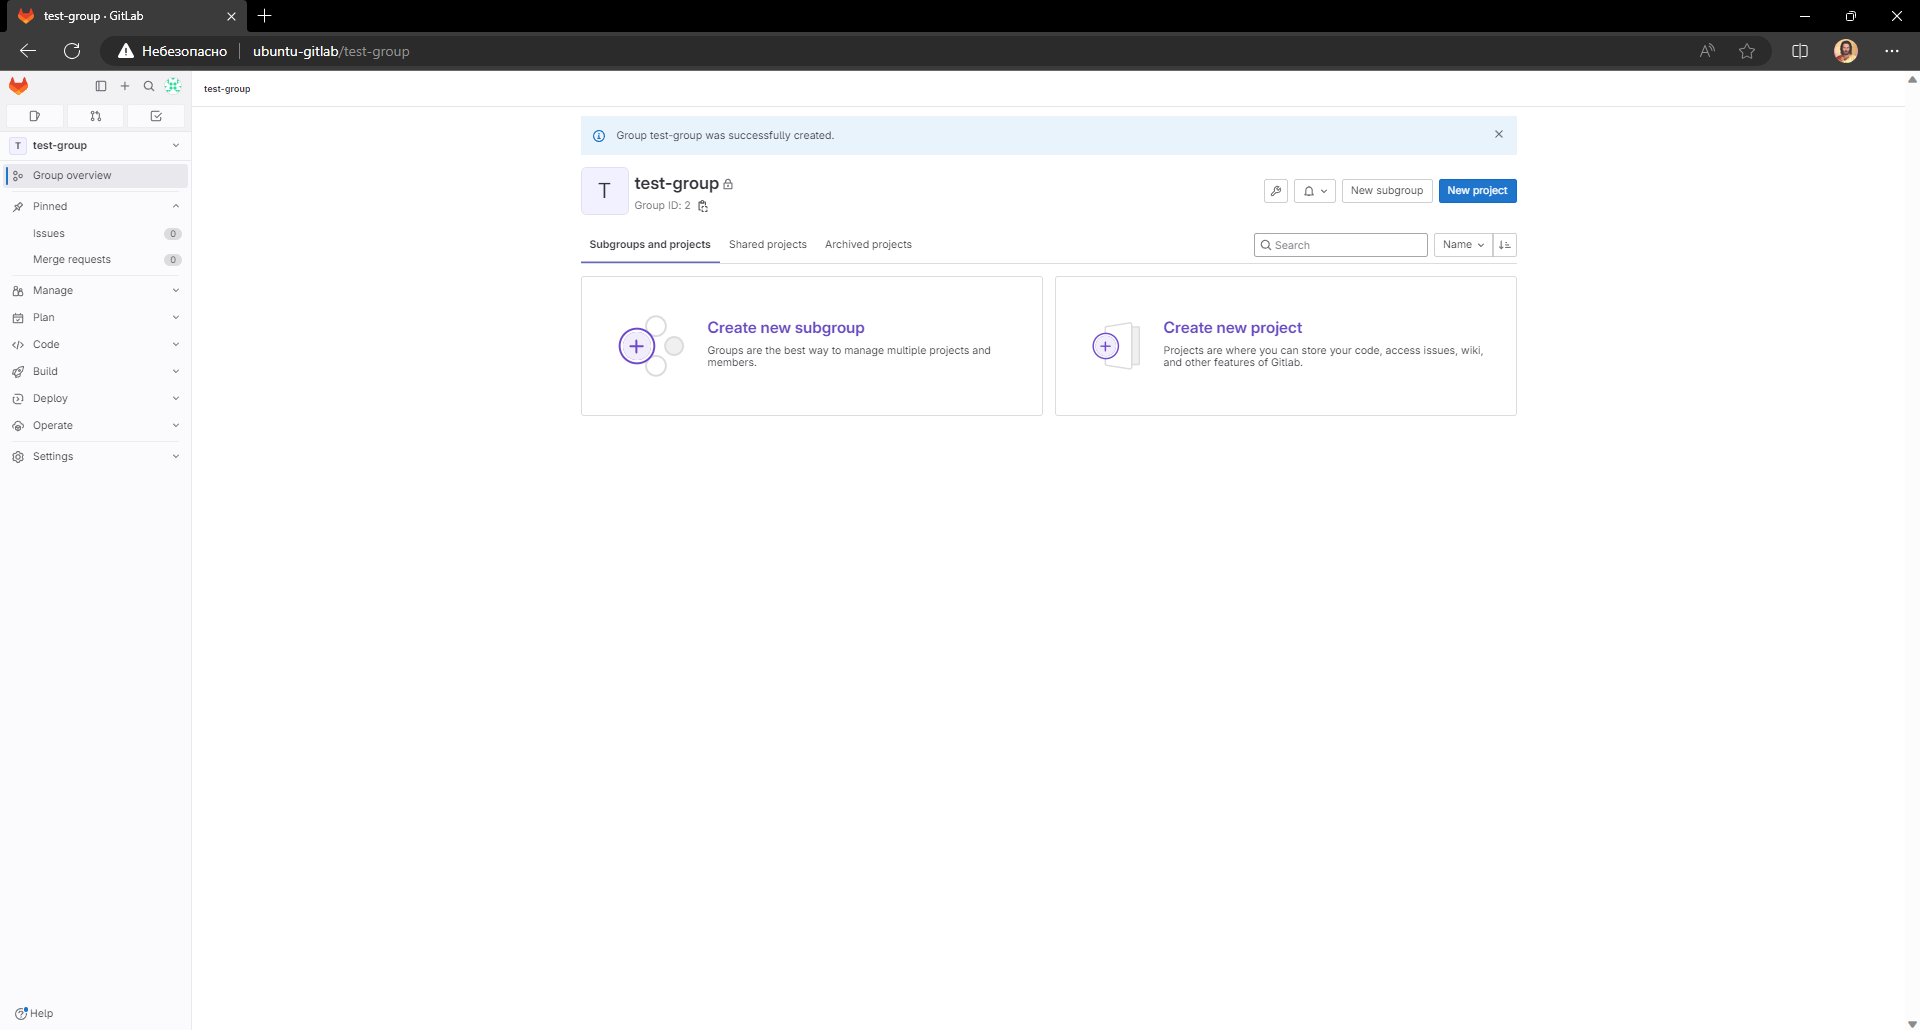 test-group · GitLab
Небезопасно
ubuntu-gitlab/test-group
test-group
T test-group
Group overview
Pinned
Issues 0
Merge requests 0
Manage
Plan
Code
Build
Deploy
Operate
Settings
Help
Group test-group was successfully created.
T
test-group
Group ID: 2
New subgroup
New project
Subgroups and projects
Shared projects
Archived projects
Search
Name
Create new subgroup
Groups are the best way to manage multiple projects and
members.
Create new project
Projects are where you can store your code, access issues, wiki,
and other features of Gitlab.